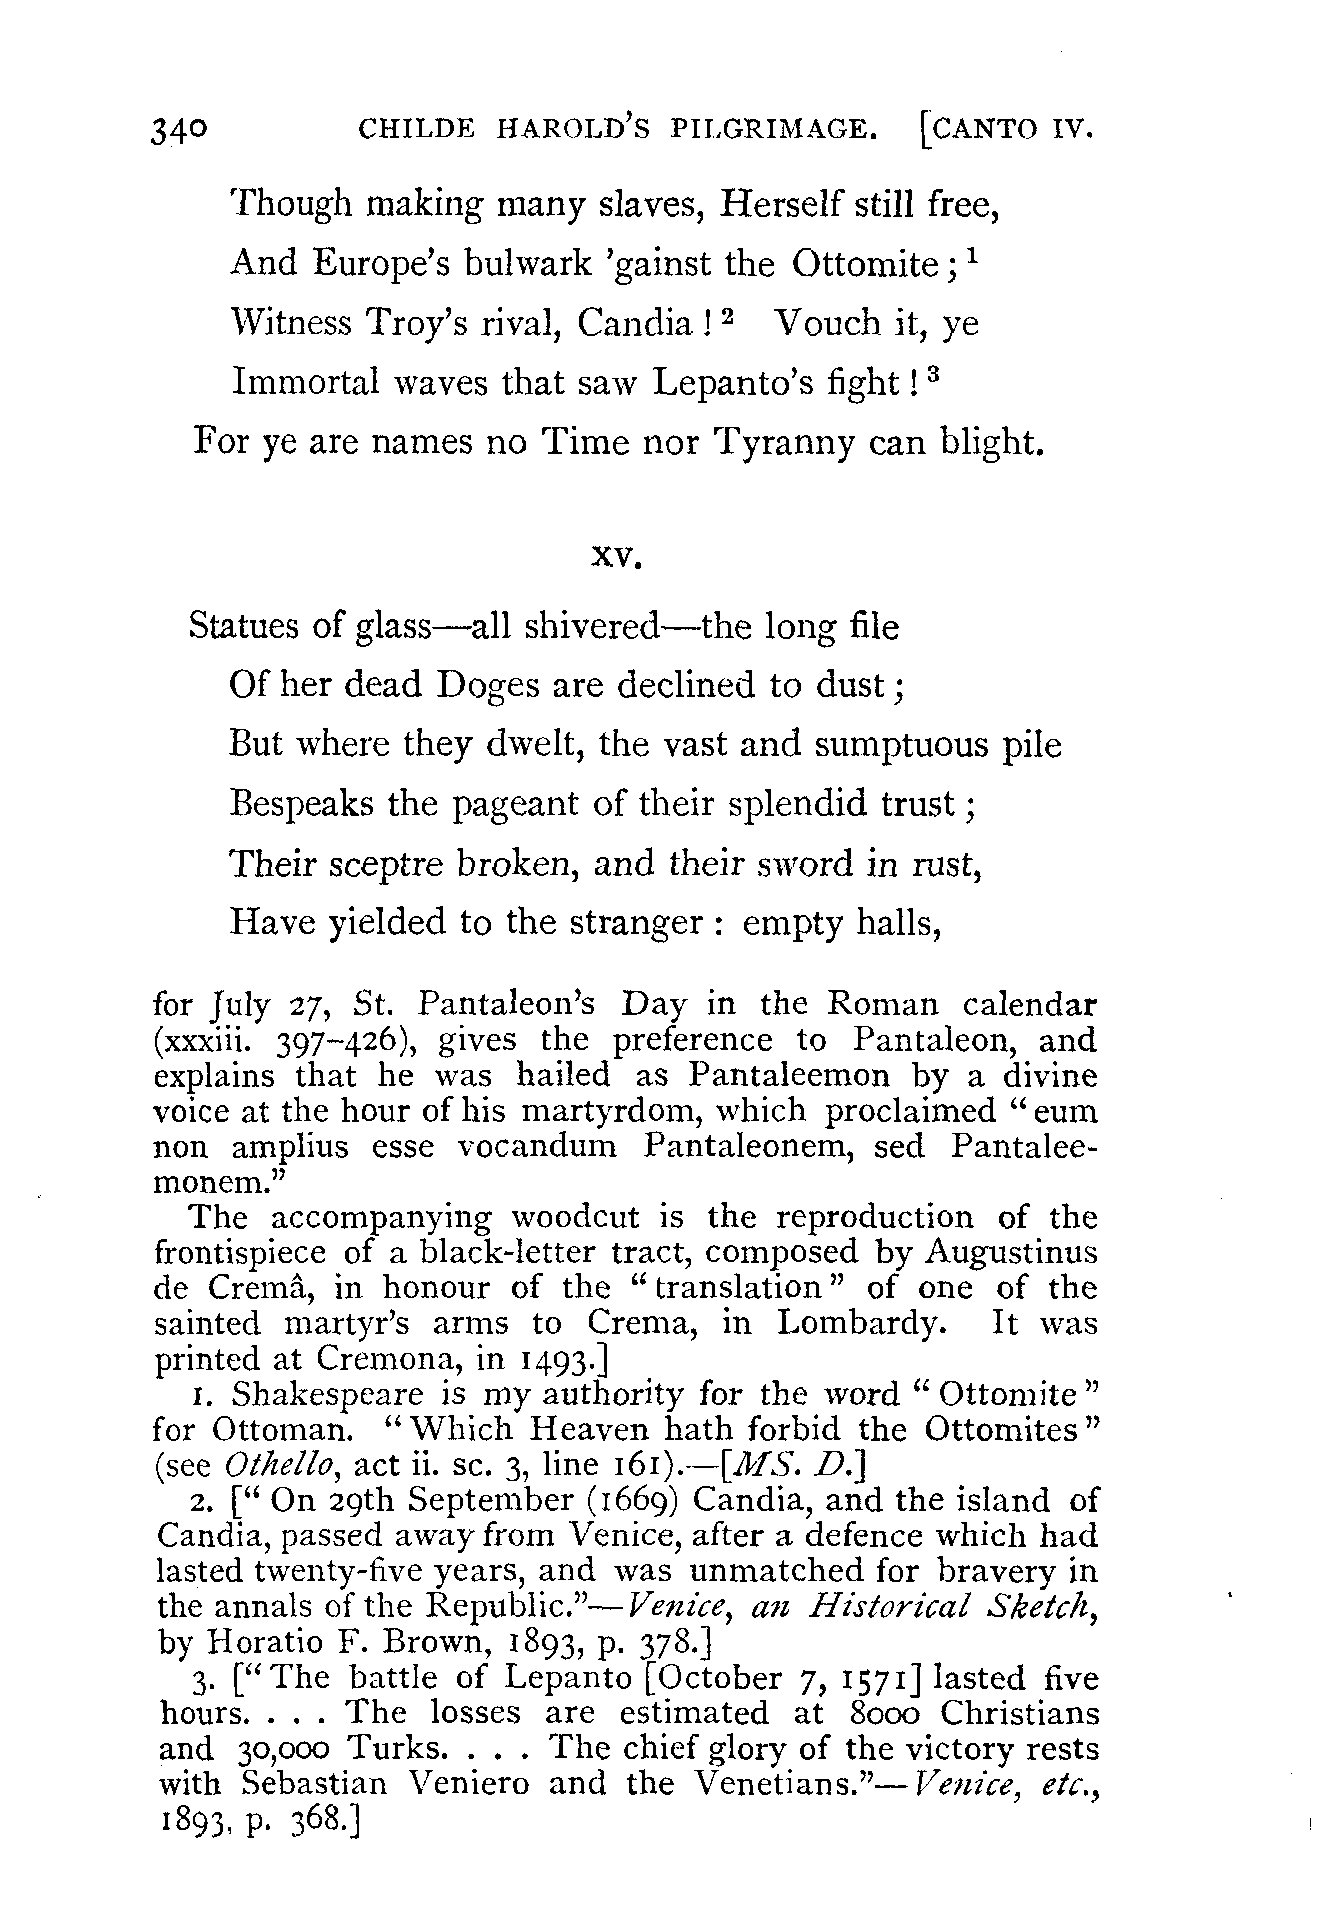 340 CHILDE HAROLD'S PILGRIMAGE. [CANTO IV.
Though making many slaves, Herself still free,
And Europe's bulwark 'gainst the Ottomite;¹
Witness Troy's rival, Candia!² Vouch it, ye
Immortal waves that saw Lepanto's fight!³
For ye are names no Time nor Tyranny can blight.
XV.
Statues of glass—all shivered—the long file
Of her dead Doges are declined to dust;
But where they dwelt, the vast and sumptuous pile
Bespeaks the pageant of their splendid trust;
Their sceptre broken, and their sword in rust,
Have yielded to the stranger: empty halls,
for July 27, St. Pantaleon's Day in the Roman calendar
(xxxiii. 397-426), gives the preference to Pantaleon, and
explains that he was hailed as Pantaleemon by a divine
voice at the hour of his martyrdom, which proclaimed "eum
non amplius esse vocandum Pantaleonem, sed Pantalee-
monem."
The accompanying woodcut is the reproduction of the
frontispiece of a black-letter tract, composed by Augustinus
de Cremâ, in honour of the "translation" of one of the
sainted martyr's arms to Crema, in Lombardy. It was
printed at Cremona, in 1493.]
1. Shakespeare is my authority for the word "Ottomite"
for Ottoman. "Which Heaven hath forbid the Ottomites"
(see Othello, act ii. sc. 3, line 161).—[MS. D.]
2. ["On 29th September (1669) Candia, and the island of
Candia, passed away from Venice, after a defence which had
lasted twenty-five years, and was unmatched for bravery in
the annals of the Republic."—Venice, an Historical Sketch,
by Horatio F. Brown, 1893, p. 378.]
3. ["The battle of Lepanto [October 7, 1571] lasted five
hours. . . . The losses are estimated at 8000 Christians
and 30,000 Turks. . . . The chief glory of the victory rests
with Sebastian Veniero and the Venetians."—Venice, etc.,
1893, p. 368.]